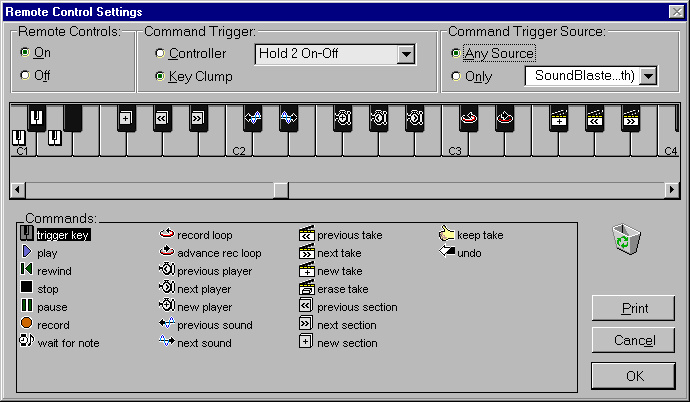 Remote Control Settings
Remote Controls:
On
Off
Command Trigger:
Controller
Hold 2 On-Off
Key Clump
Command Trigger Source:
Any Source
Only
SoundBlaste...th)
C1
C2
C3
C4
Commands:
trigger key
play
rewind
stop
pause
record
wait for note
record loop
advance rec loop
previous player
next player
new player
previous sound
next sound
previous take
next take
new take
erase take
previous section
next section
new section
keep take
undo
Print
Cancel
OK